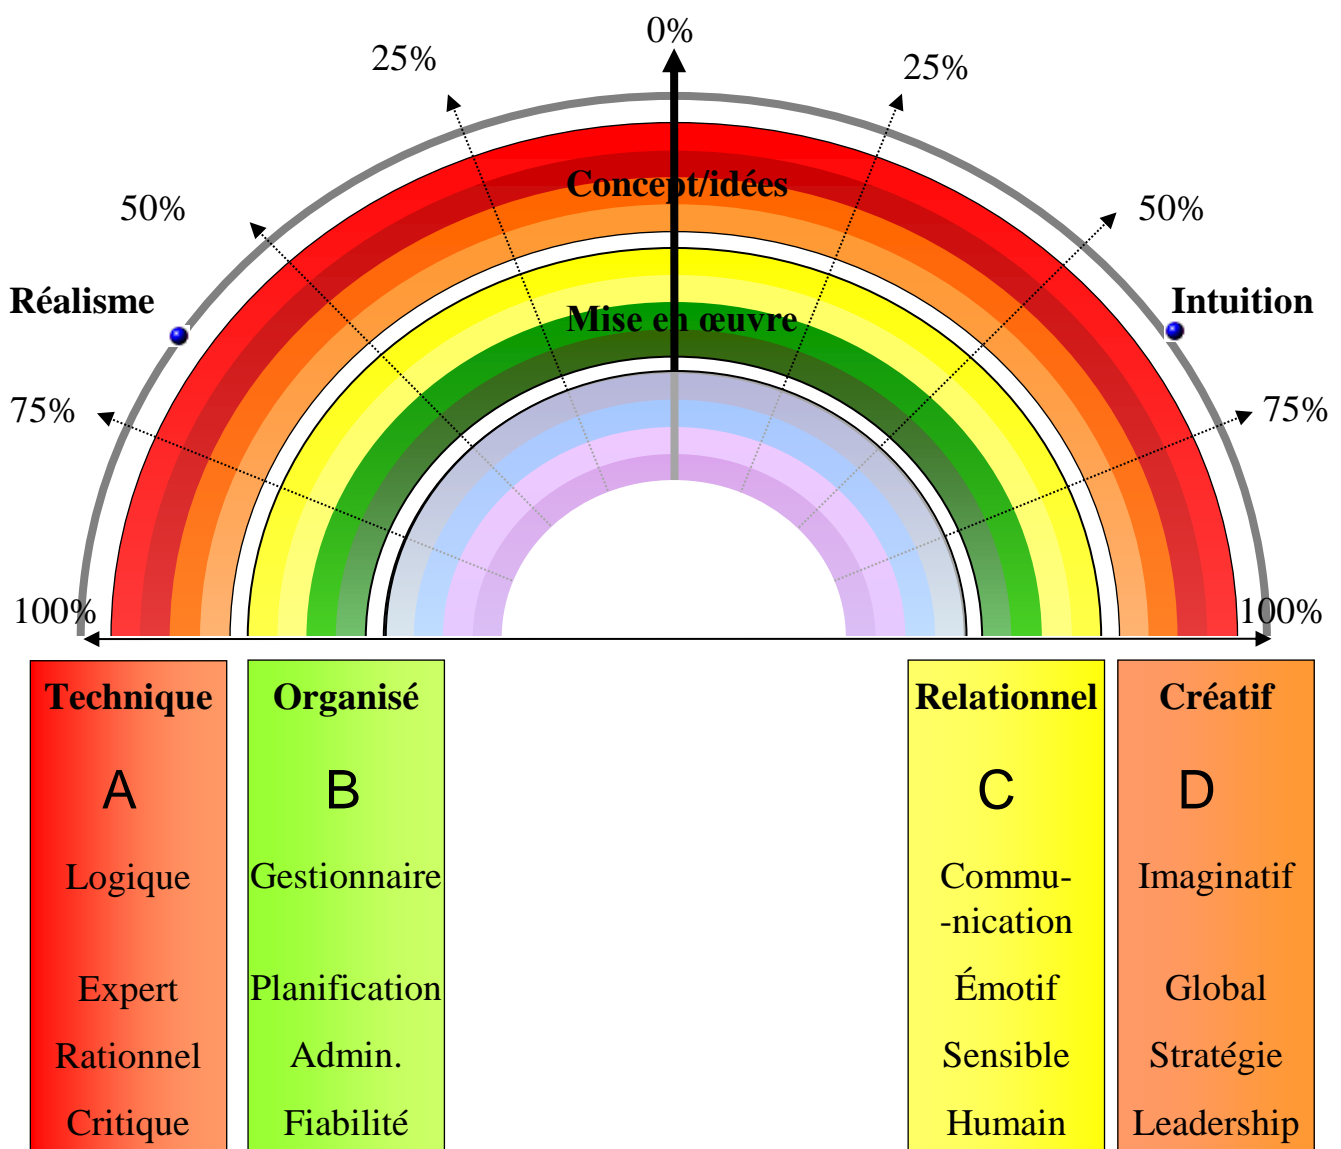 0%
25%
25%
Concept/idées
50%
50%
Réalisme
Intuition
Mise en œuvre
75%
75%
100%
100%
Technique
Organisé
Relationnel
Créatif
A
B
C
D
Logique
Gestionnaire
Commu-
-nication
Imaginatif
Expert
Planification
Émotif
Global
Rationnel
Admin.
Sensible
Stratégie
Critique
Fiabilité
Humain
Leadership